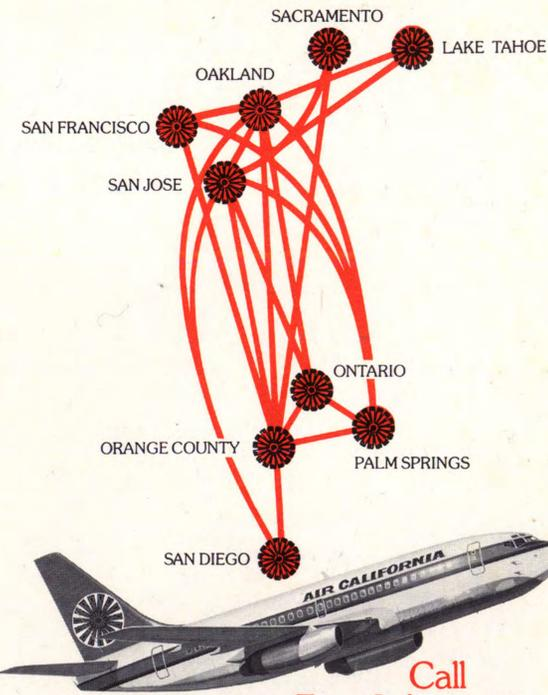 SACRAMENTO
LAKE TAHOE
OAKLAND
SAN FRANCISCO
SAN JOSE
ONTARIO
ORANGE COUNTY
PALM SPRINGS
SAN DIEGO
AIR CALIFORNIA
Call